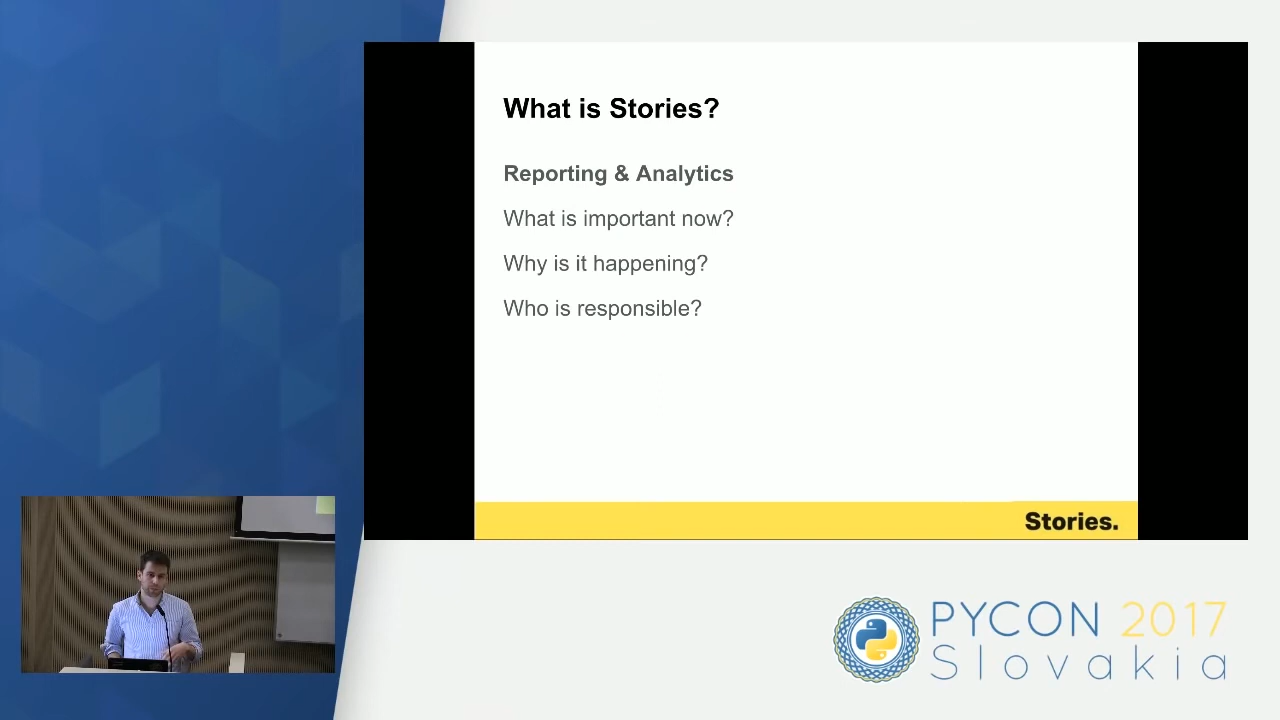 What is Stories?
Reporting & Analytics
What is important now?
Why is it happening?
Who is responsible?
Stories.
PYCON 2017
Slovakia